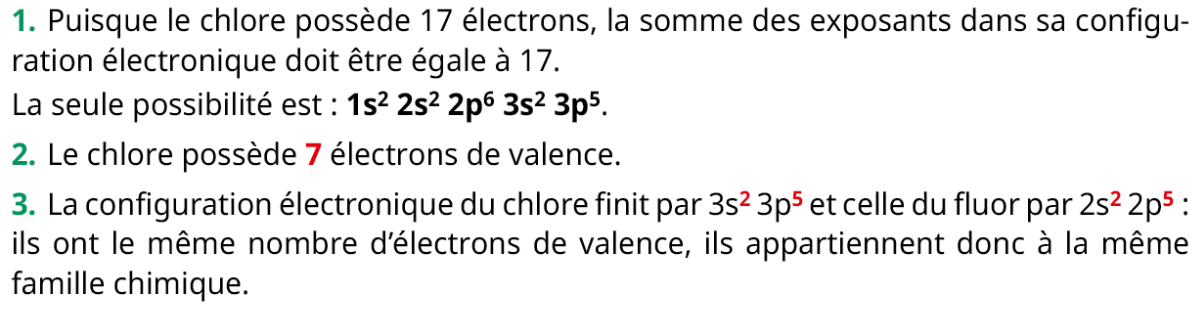 1. Puisque le chlore possède 17 électrons, la somme des exposants dans sa configu-
ration électronique doit être égale à 17.
La seule possibilité est : 1s² 2s² 2p⁶ 3s² 3p⁵.
2. Le chlore possède 7 électrons de valence.
3. La configuration électronique du chlore finit par 3s² 3p⁵ et celle du fluor par 2s² 2p⁵ :
ils ont le même nombre d’électrons de valence, ils appartiennent donc à la même
famille chimique.